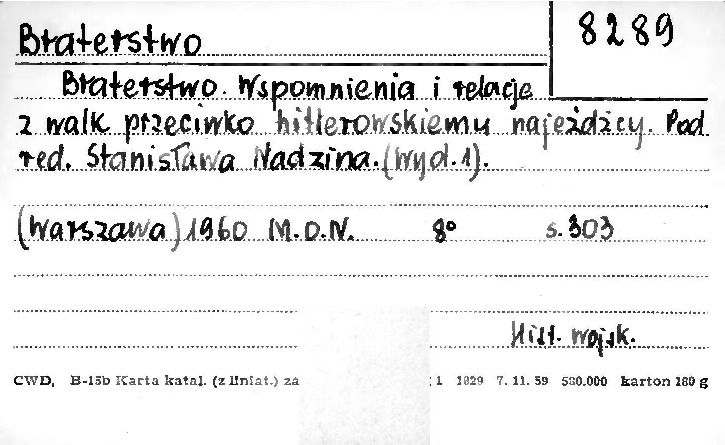 Braterstwo
8289
Braterstwo. Wspomnienia i relacje
z walk przeciwko hitlerowskiemu najeźdźcy. Pod
red. Stanisława Nadzina. (Wyd. 1).
(Warszawa) 1960 M.O.N. 8° s. 303
Hist. wojsk.
CWD, B-15b Karta katal. (z liniat.) za 1 1829 7. 11. 59 500.000 karton 180 g